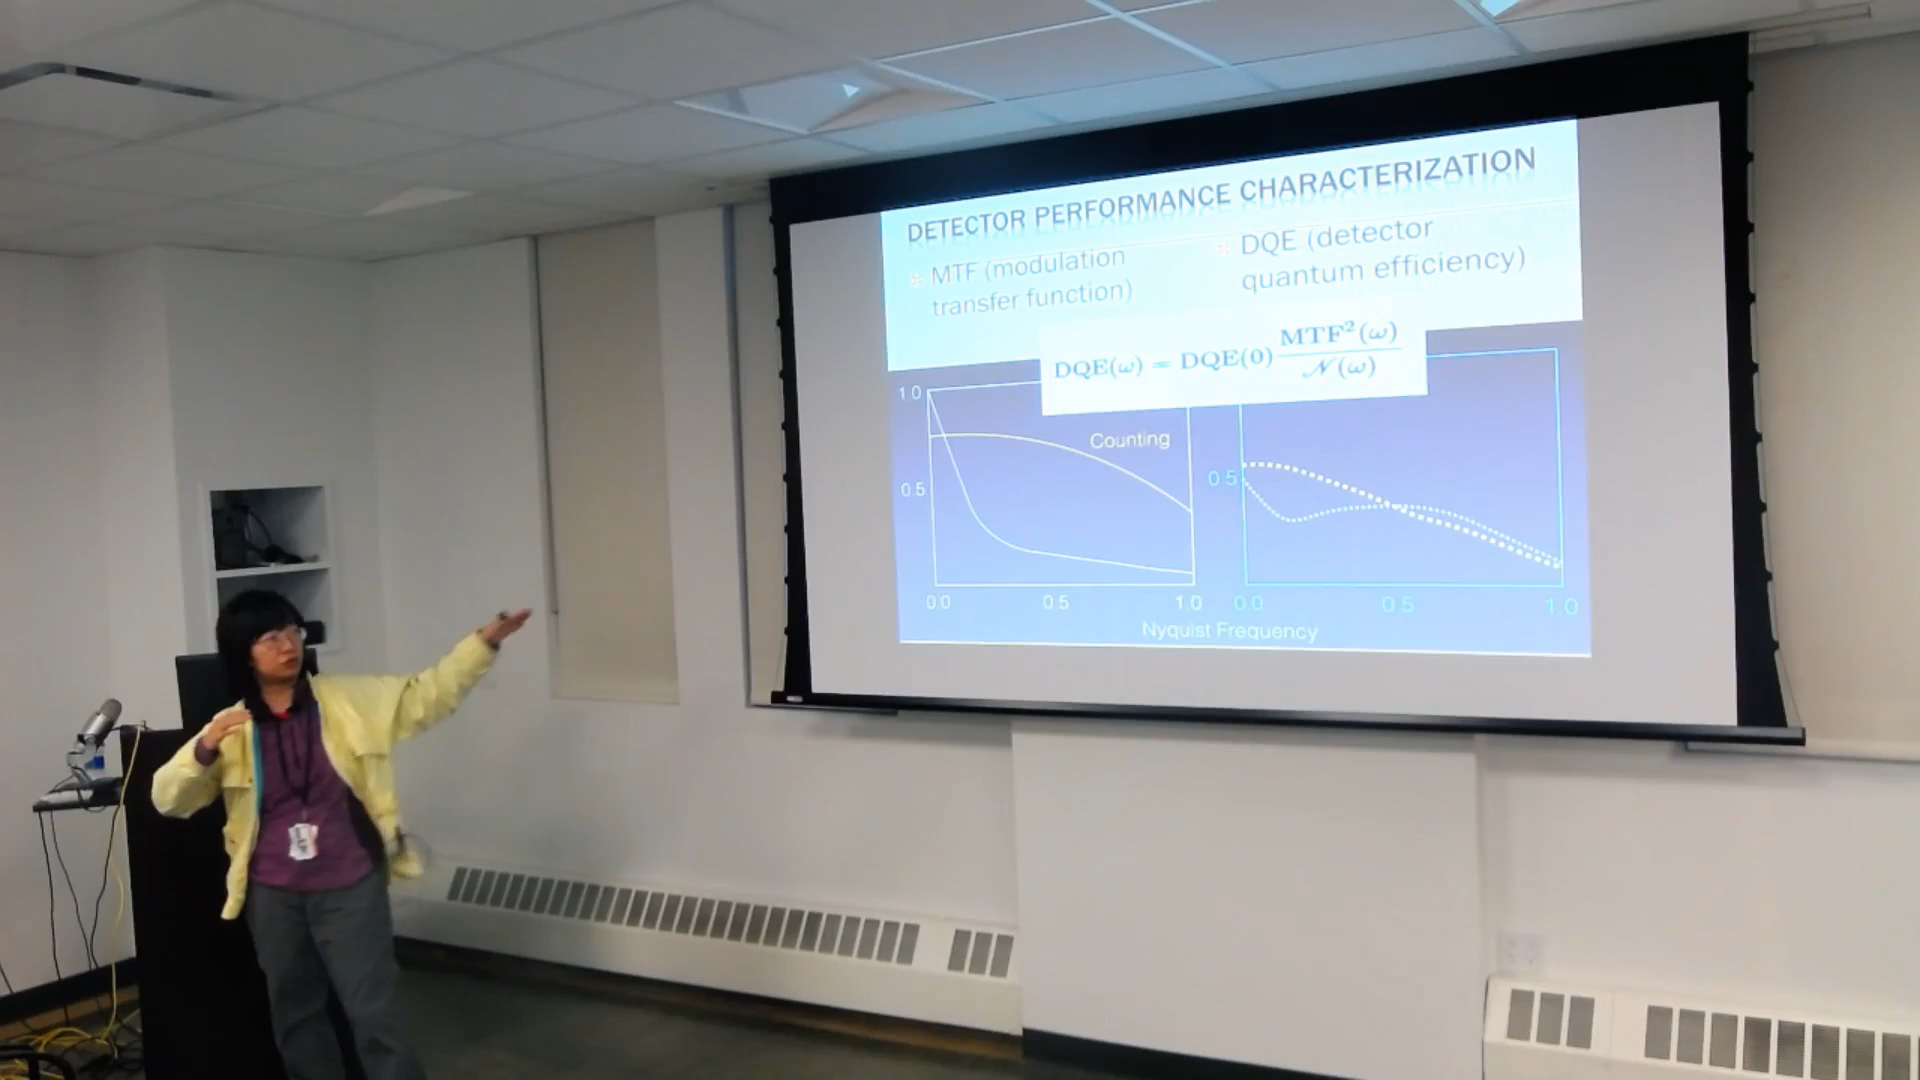 DETECTOR PERFORMANCE CHARACTERIZATION
MTF (modulation
transfer function)
DQE (detector
quantum efficiency)
DQE(ω) = DQE(0) MTF²(ω) / 𝒩(ω)
1.0
0.5
Counting
0.0 0.5 1.0
0.5
0.0 0.5 1.0
Nyquist Frequency